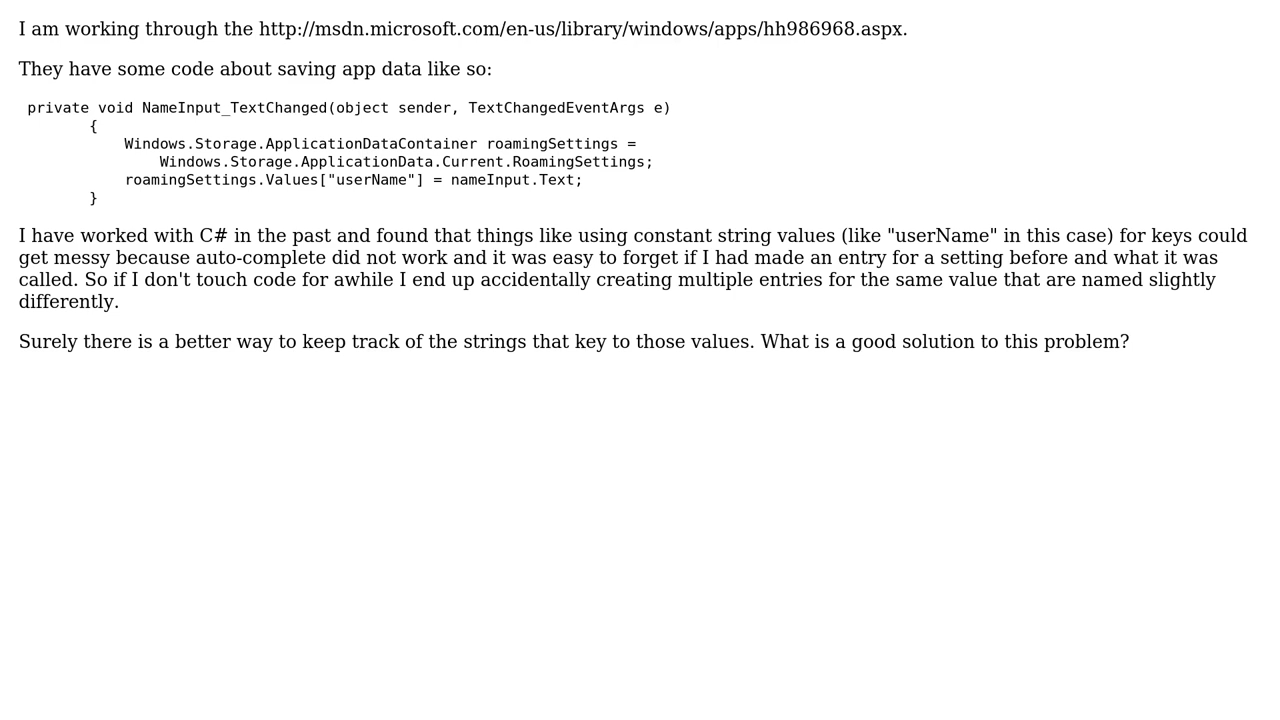 I am working through the http://msdn.microsoft.com/en-us/library/windows/apps/hh986968.aspx.
They have some code about saving app data like so:
private void NameInput_TextChanged(object sender, TextChangedEventArgs e)
{
Windows.Storage.ApplicationDataContainer roamingSettings =
Windows.Storage.ApplicationData.Current.RoamingSettings;
roamingSettings.Values["userName"] = nameInput.Text;
}
I have worked with C# in the past and found that things like using constant string values (like "userName" in this case) for keys could
get messy because auto-complete did not work and it was easy to forget if I had made an entry for a setting before and what it was
called. So if I don't touch code for awhile I end up accidentally creating multiple entries for the same value that are named slightly
differently.
Surely there is a better way to keep track of the strings that key to those values. What is a good solution to this problem?